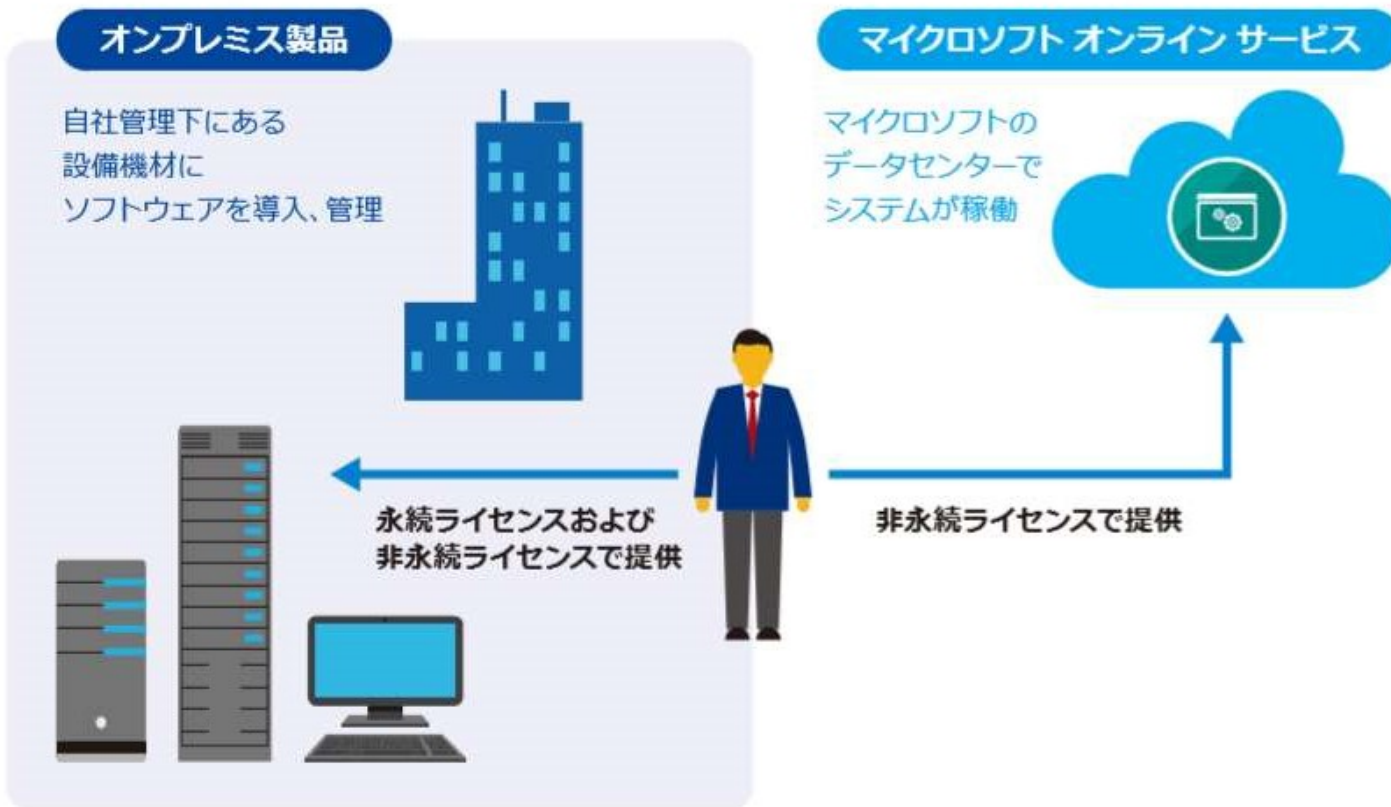 オンプレミス製品
自社管理下にある
設備機材に
ソフトウェアを導入、管理
マイクロソフト オンライン サービス
マイクロソフトの
データセンターで
システムが稼働
永続ライセンスおよび
非永続ライセンスで提供
非永続ライセンスで提供